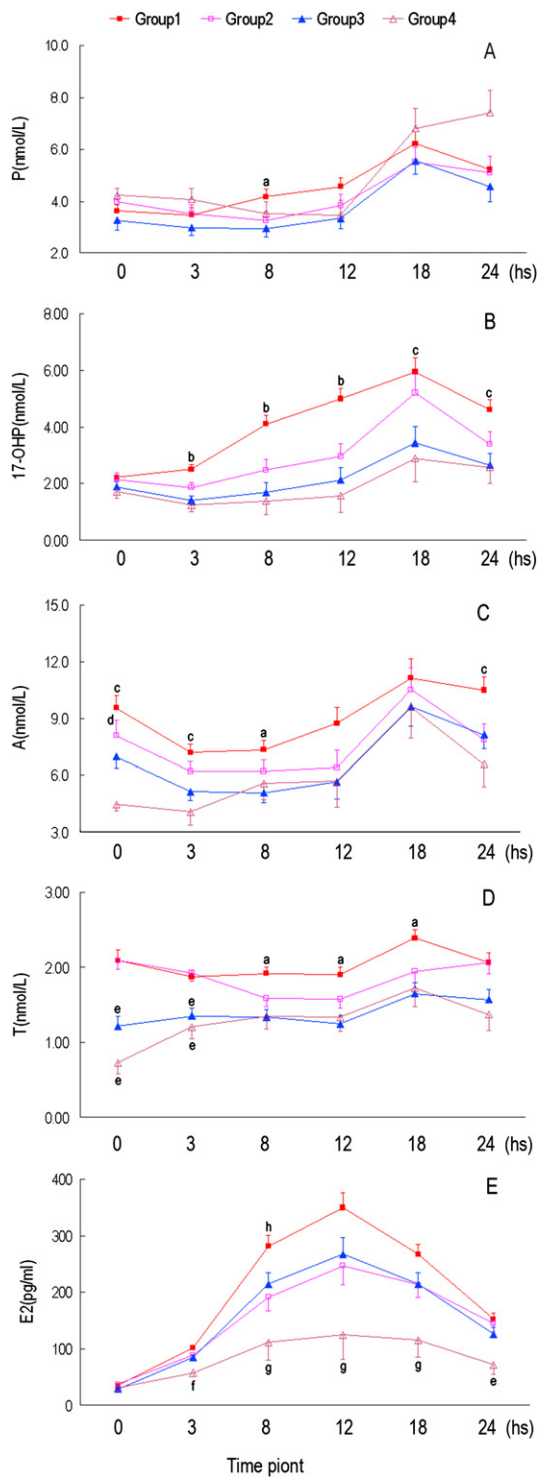 Group1 Group2 Group3 Group4
A
P(nmol/L)
10.0
8.0
6.0
4.0
2.0
a
0 3 8 12 18 24 (hs)
B
17-OHP(nmol/L)
8.00
6.00
4.00
2.00
0.00
b b b c c
0 3 8 12 18 24 (hs)
C
A(nmol/L)
15.0
12.0
9.0
6.0
3.0
c d c a c
0 3 8 12 18 24 (hs)
D
T(nmol/L)
3.00
2.00
1.00
0.00
a a a
e e
e e
0 3 8 12 18 24 (hs)
E
E2(pg/ml)
400
300
200
100
0
h
f g g g e
0 3 8 12 18 24 (hs)
Time piont